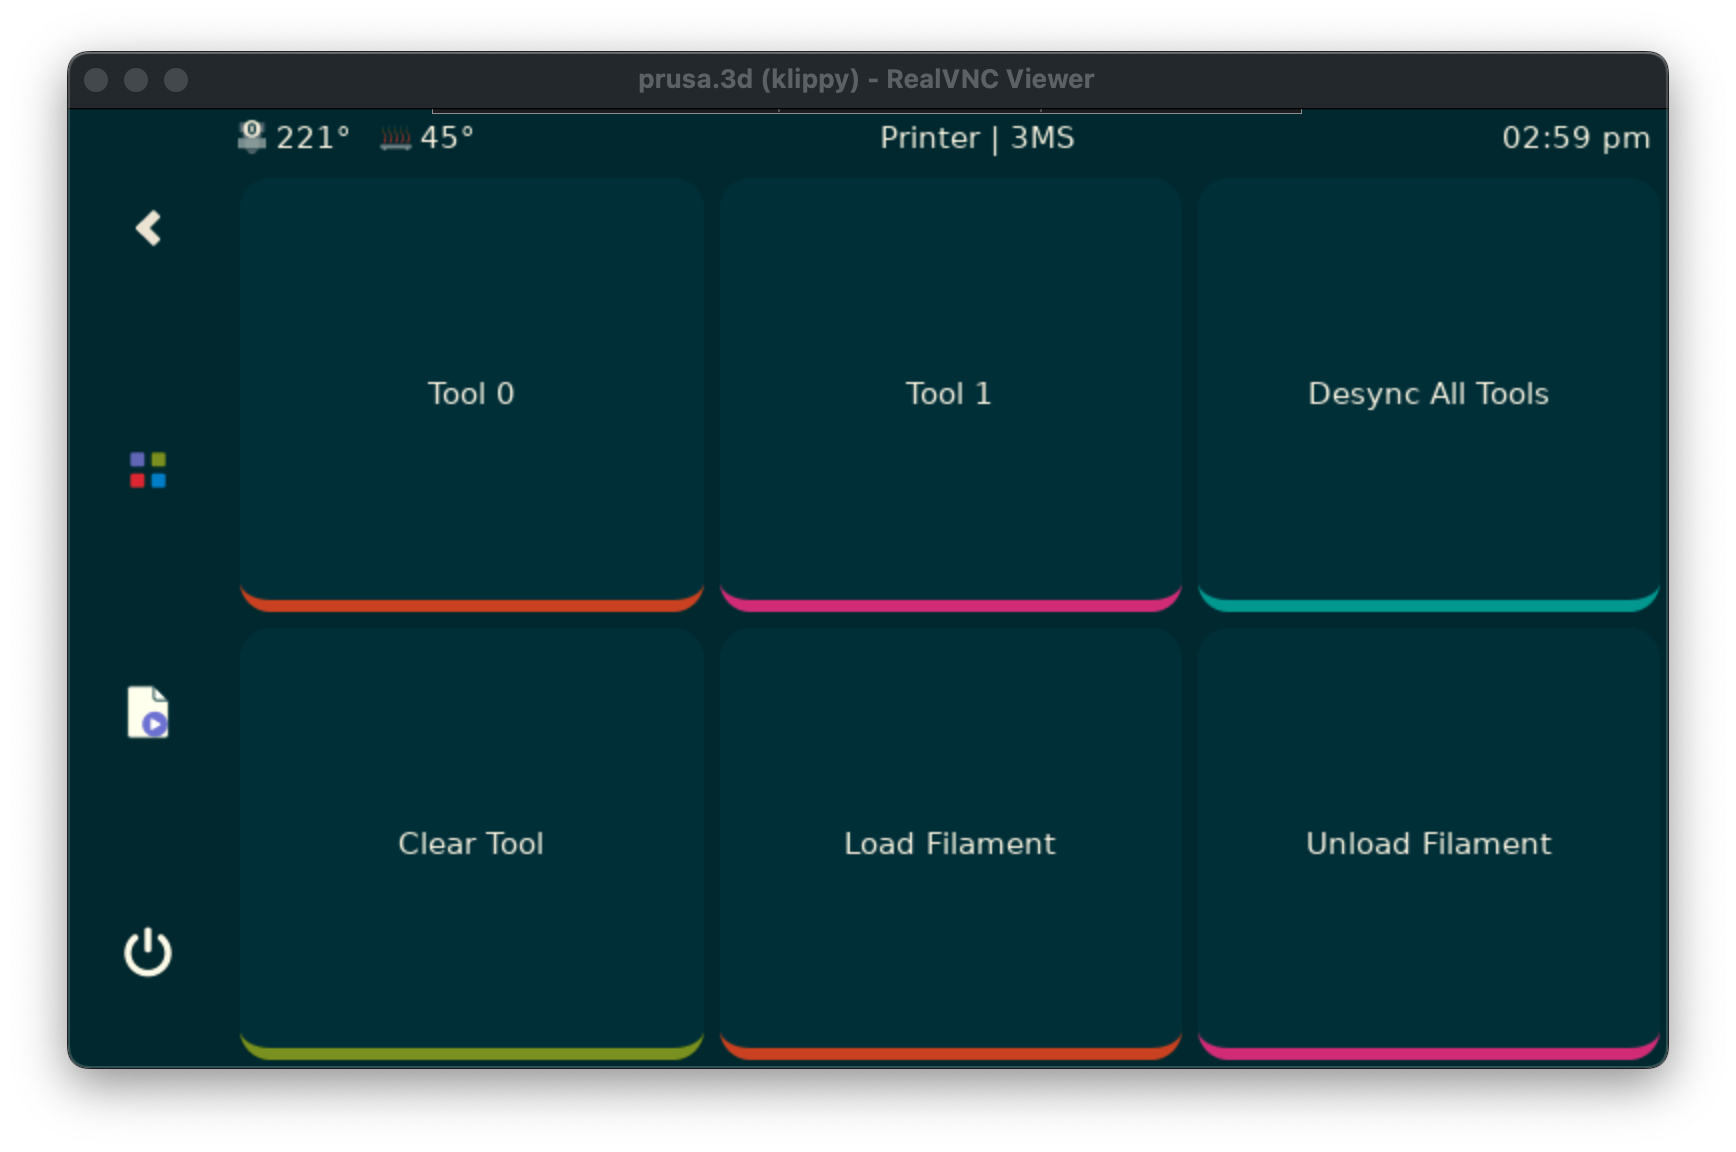 prusa.3d (klippy) - RealVNC Viewer
0 221° 45° Printer | 3MS 02:59 pm
Tool 0 Tool 1 Desync All Tools
Clear Tool Load Filament Unload Filament